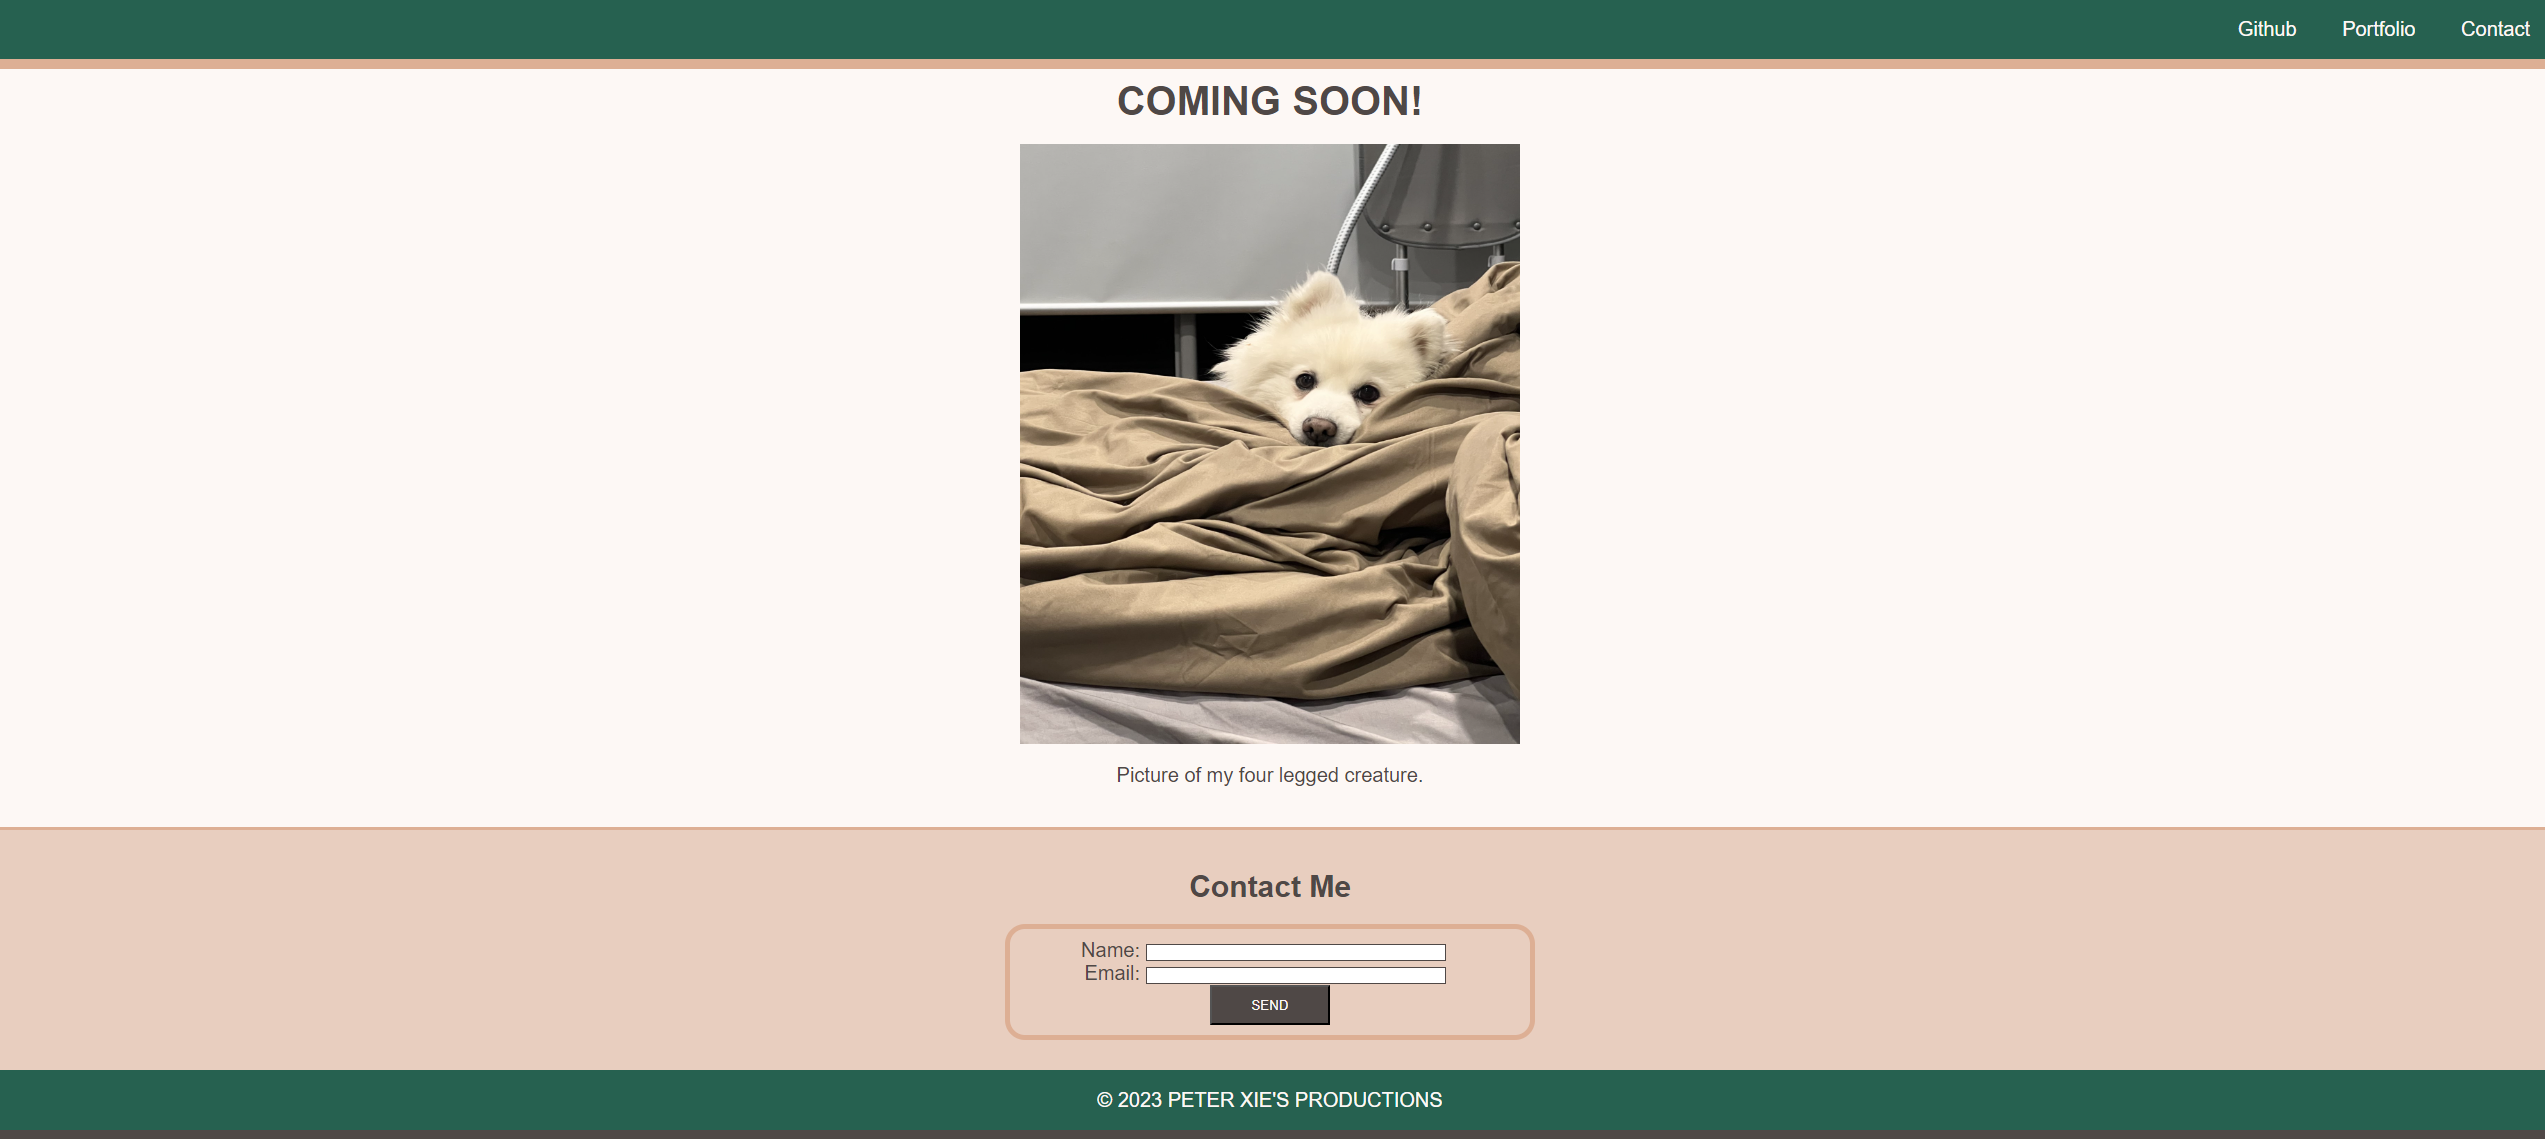 Github Portfolio Contact
COMING SOON!
Picture of my four legged creature.
Contact Me
Name:
Email:
SEND
© 2023 PETER XIE'S PRODUCTIONS